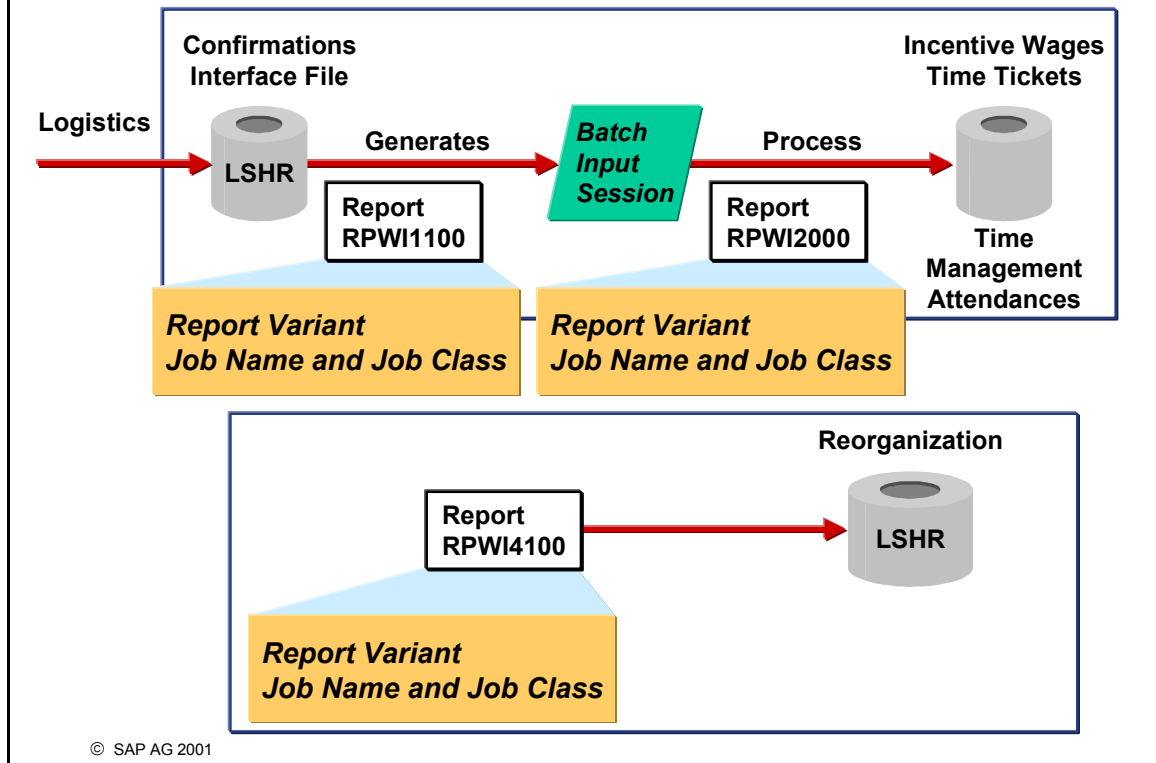 Confirmations
Interface File
Incentive Wages
Time Tickets
Logistics
LSHR
Generates
Batch
Input
Session
Process
Report
RPWI1100
Report
RPWI2000
Time
Management
Attendances
Report Variant
Job Name and Job Class
Report Variant
Job Name and Job Class
Reorganization
Report
RPWI4100
LSHR
Report Variant
Job Name and Job Class
© SAP AG 2001